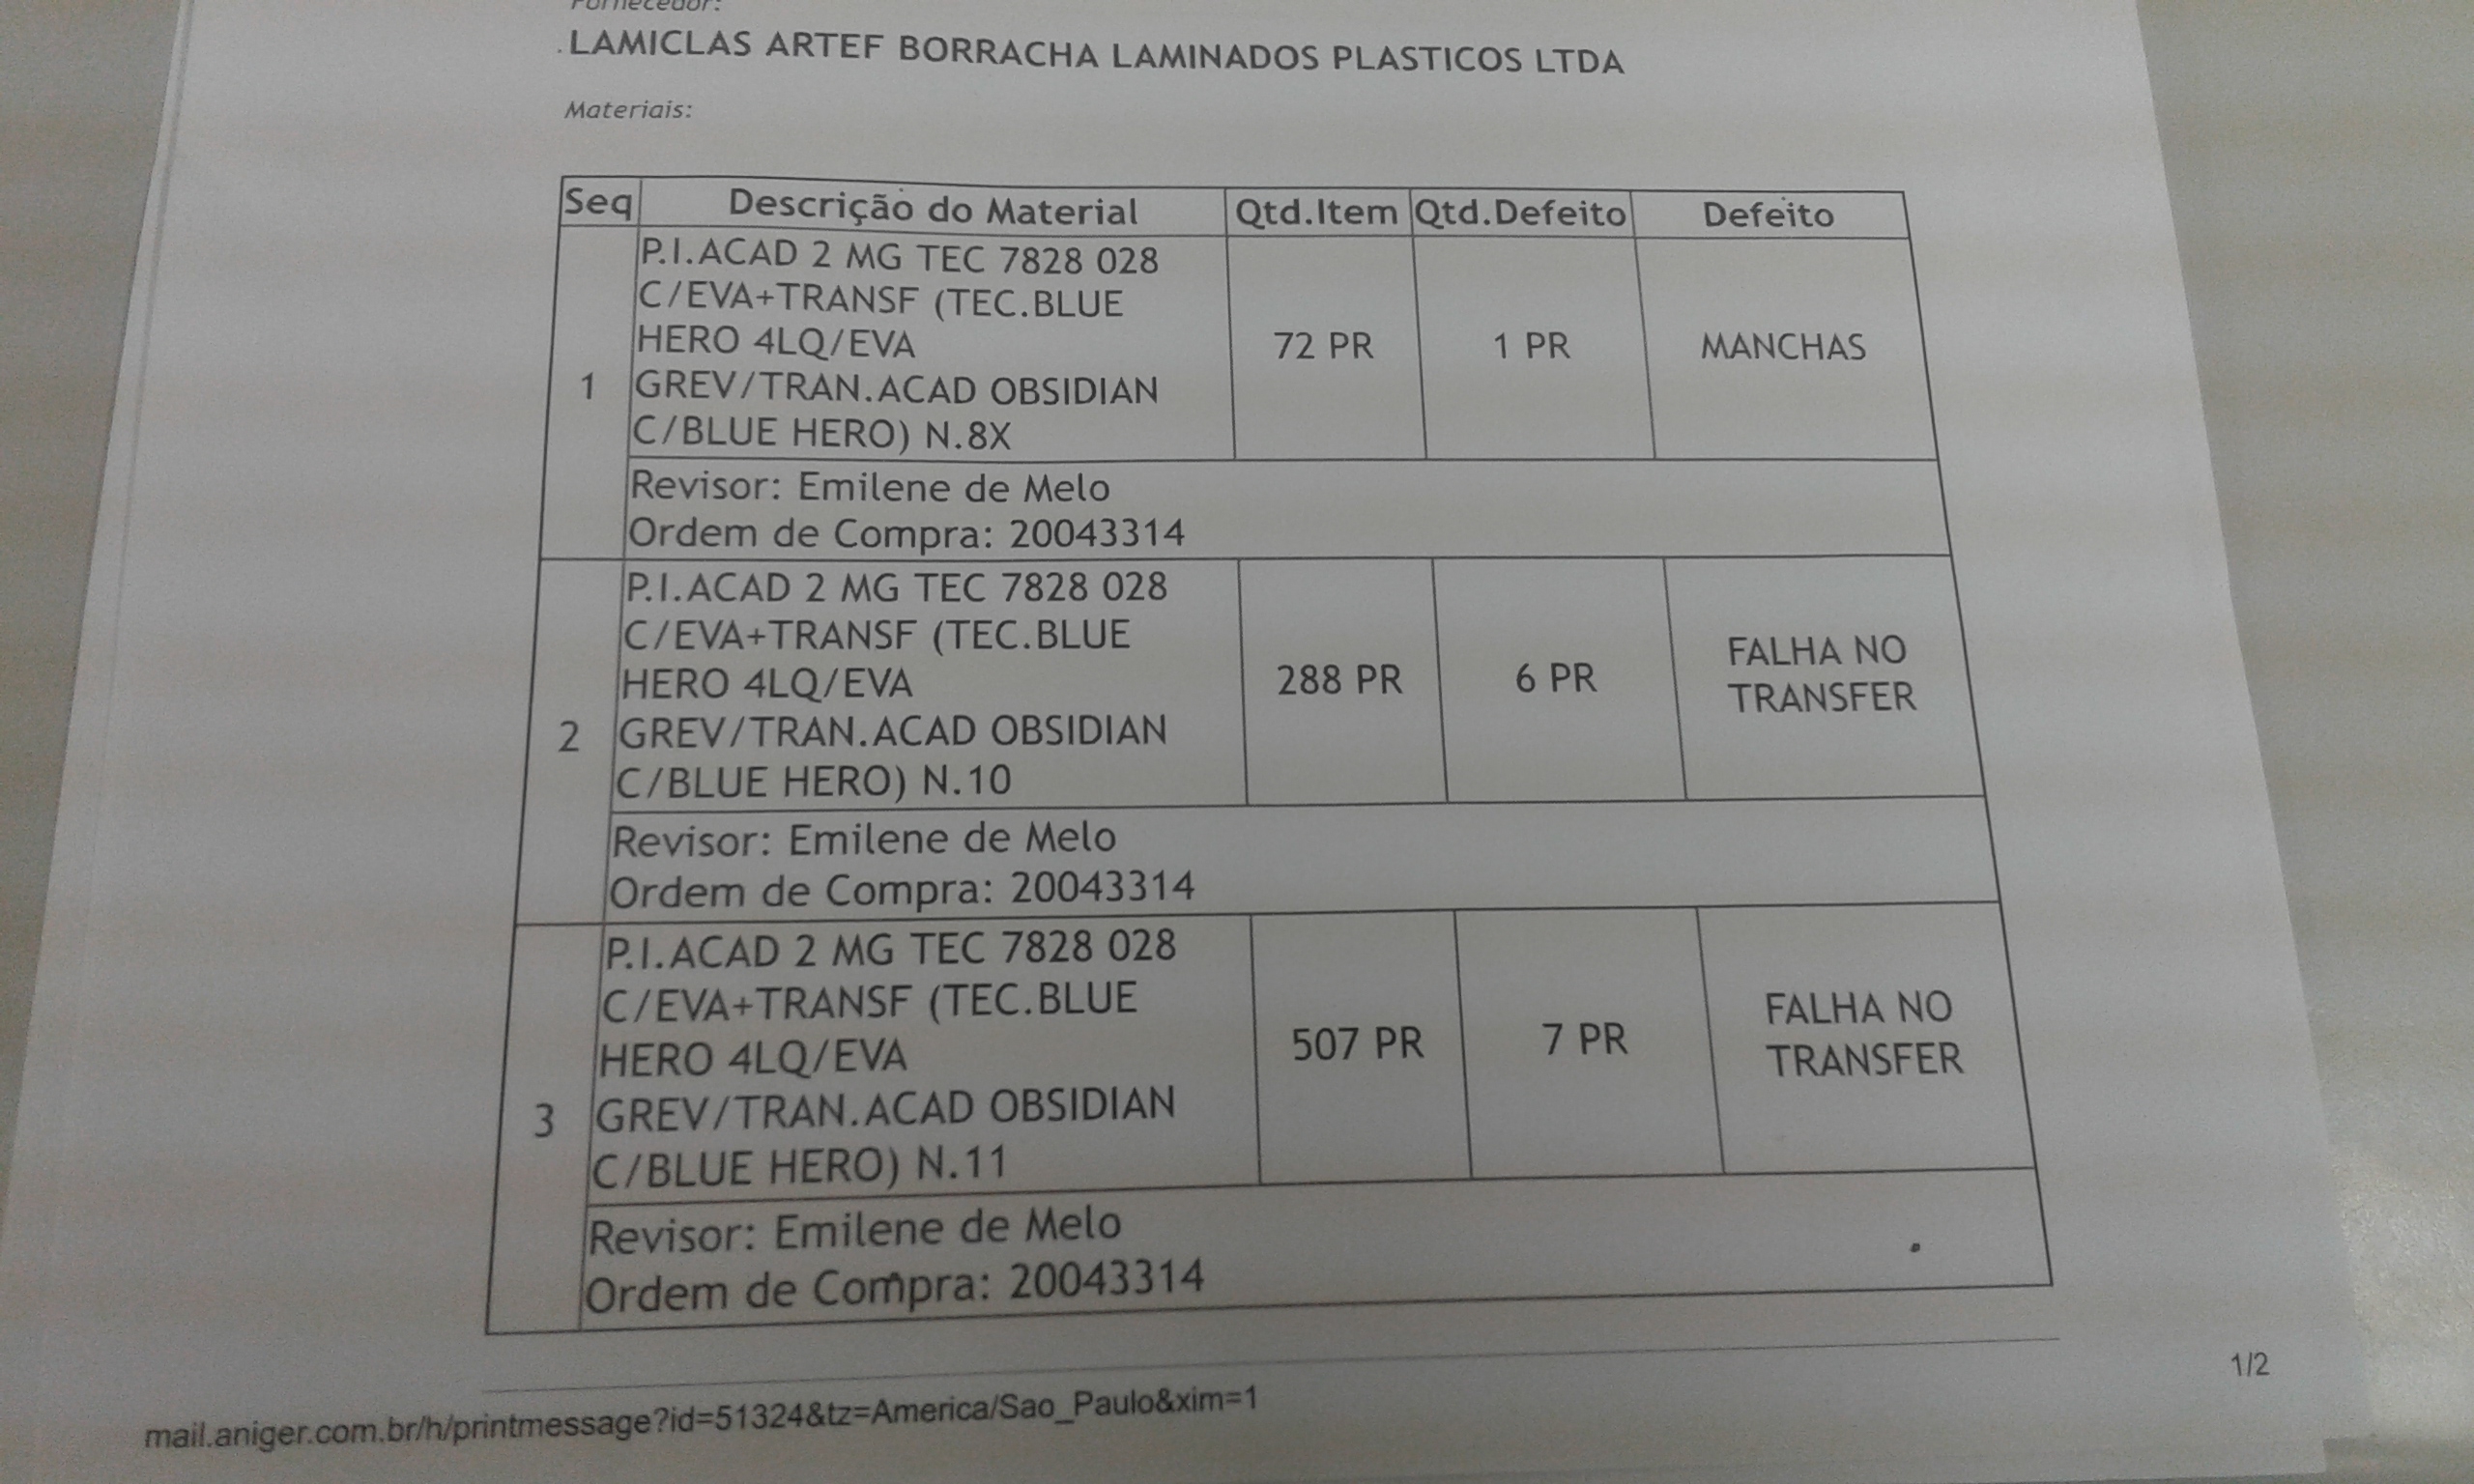 Fornecedor:
.LAMICLAS ARTEF BORRACHA LAMINADOS PLASTICOS LTDA
Materiais:
Seq Descrição do Material Qtd.Item Qtd.Defeito Defeito
1
P.I.ACAD 2 MG TEC 7828 028
C/EVA+TRANSF (TEC.BLUE
HERO 4LQ/EVA
GREV/TRAN.ACAD OBSIDIAN
C/BLUE HERO) N.8X
72 PR
1 PR
MANCHAS
Revisor: Emilene de Melo
Ordem de Compra: 20043314
2
P.I.ACAD 2 MG TEC 7828 028
C/EVA+TRANSF (TEC.BLUE
HERO 4LQ/EVA
GREV/TRAN.ACAD OBSIDIAN
C/BLUE HERO) N.10
288 PR
6 PR
FALHA NO
TRANSFER
Revisor: Emilene de Melo
Ordem de Compra: 20043314
3
P.I.ACAD 2 MG TEC 7828 028
C/EVA+TRANSF (TEC.BLUE
HERO 4LQ/EVA
GREV/TRAN.ACAD OBSIDIAN
C/BLUE HERO) N.11
507 PR
7 PR
FALHA NO
TRANSFER
Revisor: Emilene de Melo
Ordem de Compra: 20043314
1/2
mail.aniger.com.br/h/printmessage?id=51324&tz=America/Sao_Paulo&xim=1